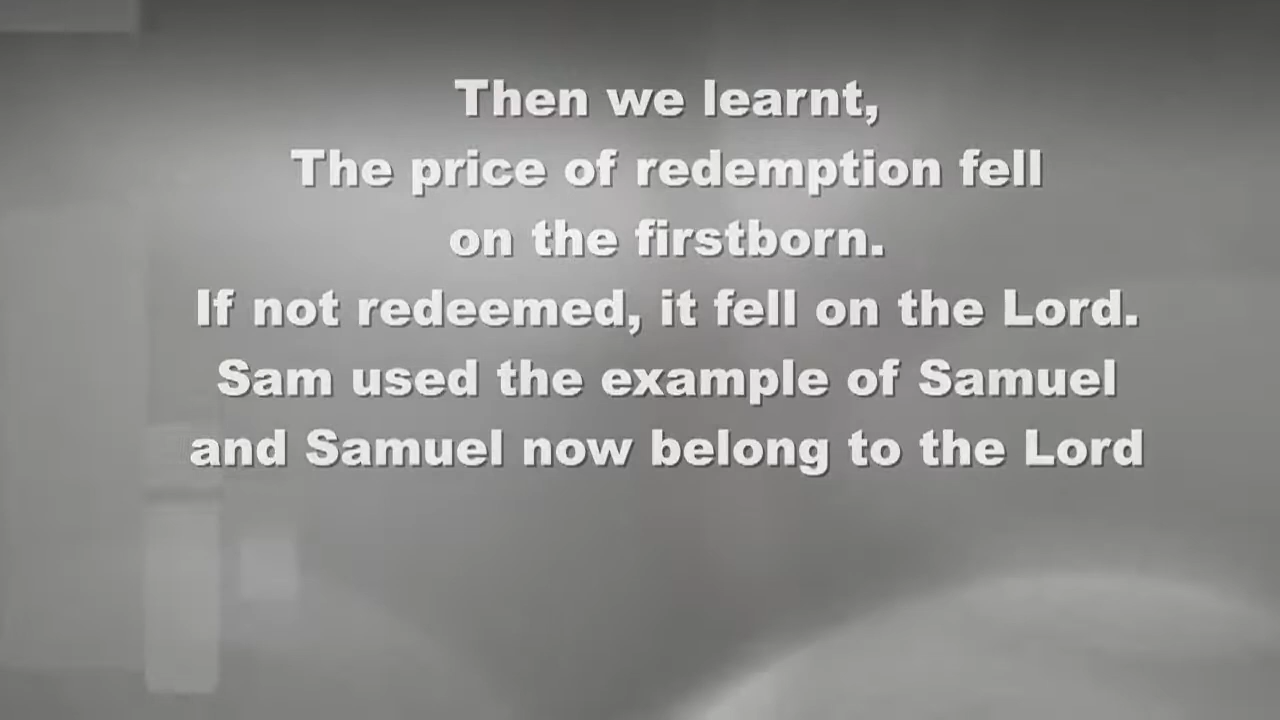 Then we learnt,
The price of redemption fell
on the firstborn.
If not redeemed, it fell on the Lord.
Sam used the example of Samuel
and Samuel now belong to the Lord